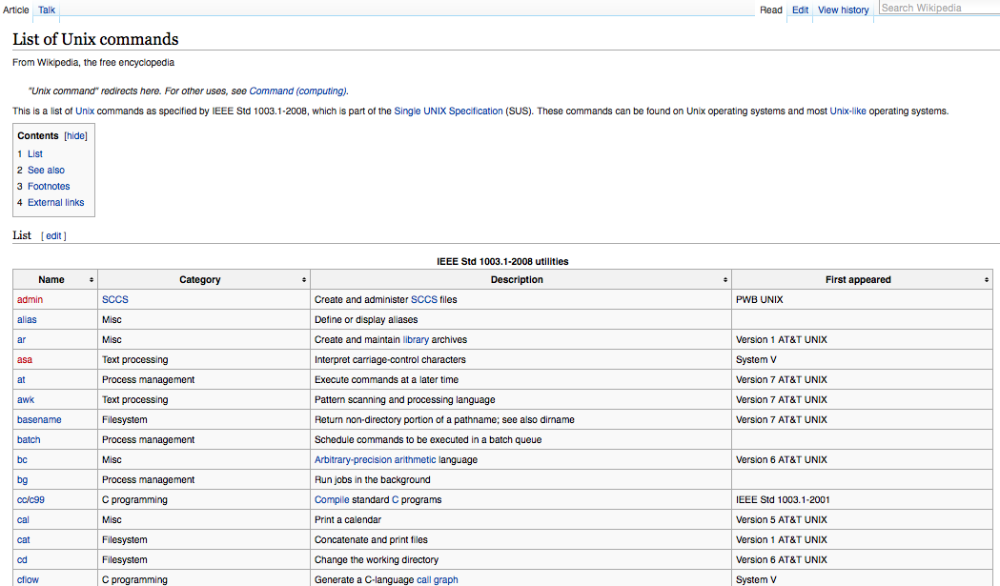 Article Talk Read Edit View history Search Wikipedia
List of Unix commands
From Wikipedia, the free encyclopedia
"Unix command" redirects here. For other uses, see Command (computing).
This is a list of Unix commands as specified by IEEE Std 1003.1-2008, which is part of the Single UNIX Specification (SUS). These commands can be found on Unix operating systems and most Unix-like operating systems.
Contents [hide]
1 List
2 See also
3 Footnotes
4 External links
List [ edit ]
IEEE Std 1003.1-2008 utilities
Name Category Description First appeared
admin SCCS Create and administer SCCS files PWB UNIX
alias Misc Define or display aliases
ar Misc Create and maintain library archives Version 1 AT&T UNIX
asa Text processing Interpret carriage-control characters System V
at Process management Execute commands at a later time Version 7 AT&T UNIX
awk Text processing Pattern scanning and processing language Version 7 AT&T UNIX
basename Filesystem Return non-directory portion of a pathname; see also dirname Version 7 AT&T UNIX
batch Process management Schedule commands to be executed in a batch queue
bc Misc Arbitrary-precision arithmetic language Version 6 AT&T UNIX
bg Process management Run jobs in the background
cc/c99 C programming Compile standard C programs IEEE Std 1003.1-2001
cal Misc Print a calendar Version 5 AT&T UNIX
cat Filesystem Concatenate and print files Version 1 AT&T UNIX
cd Filesystem Change the working directory Version 6 AT&T UNIX
cflow C programming Generate a C-language call graph System V